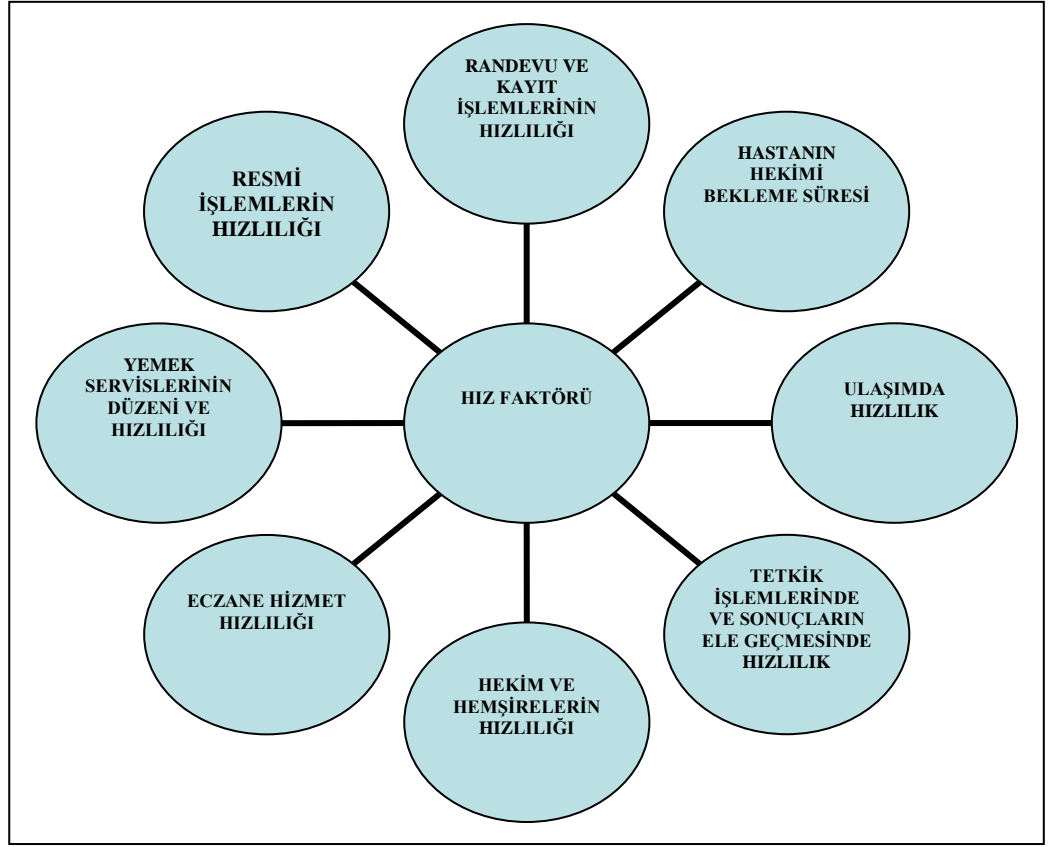 RANDEVU VE
KAYIT
İŞLEMLERİNİN
HIZLILIĞI
HASTANIN
HEKİMİ
BEKLEME SÜRESİ
RESMİ
İŞLEMLERİN
HIZLILIĞI
YEMEK
SERVİSLERİNİN
DÜZENİ VE
HIZLILIĞI
HIZ FAKTÖRÜ
ULAŞIMDA
HIZLILIK
ECZANE HİZMET
HIZLILIĞI
TETKİK
İŞLEMLERİNDE
VE SONUÇLARIN
ELE GEÇMESİNDE
HIZLILIK
HEKİM VE
HEMŞİRELERİN
HIZLILIĞI